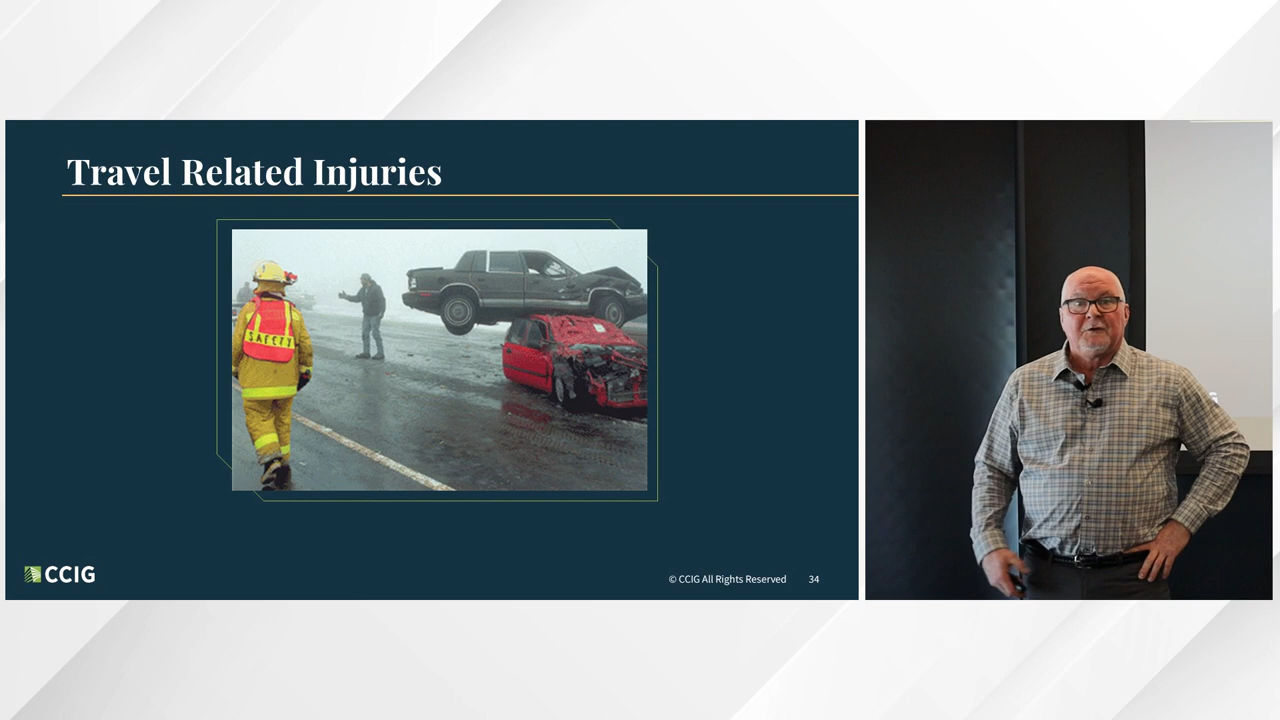 Travel Related Injuries
SAFETY
CCIG
© CCIG All Rights Reserved 34